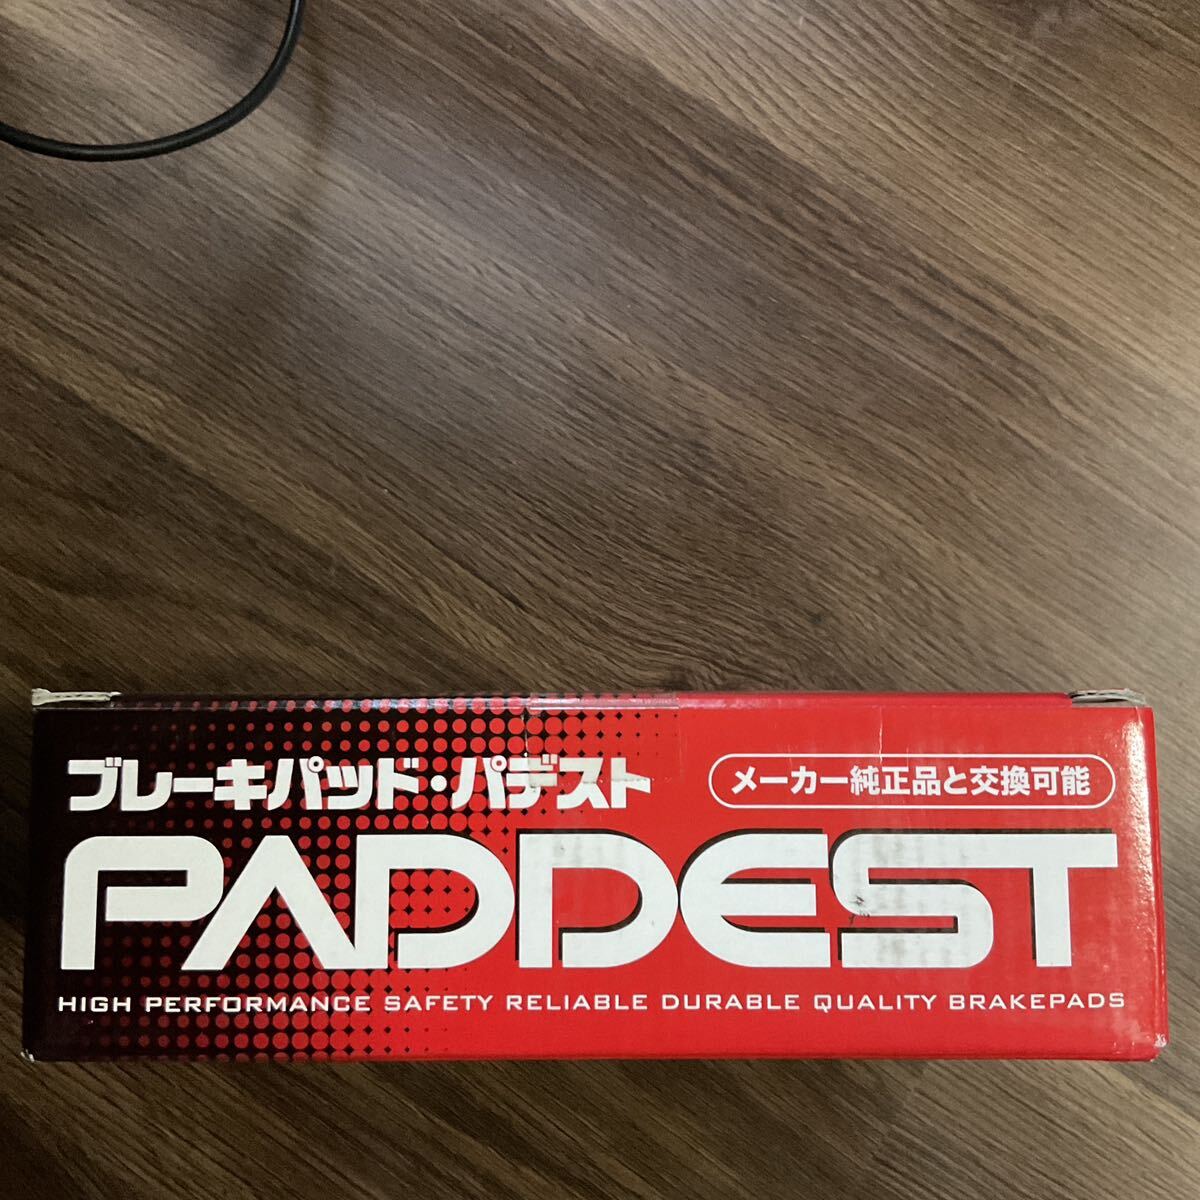 ブレーキパッド・パデスト
メーカー純正品と交換可能
PADDEST
HIGH PERFORMANCE SAFETY RELIABLE DURABLE QUALITY BRAKEPADS